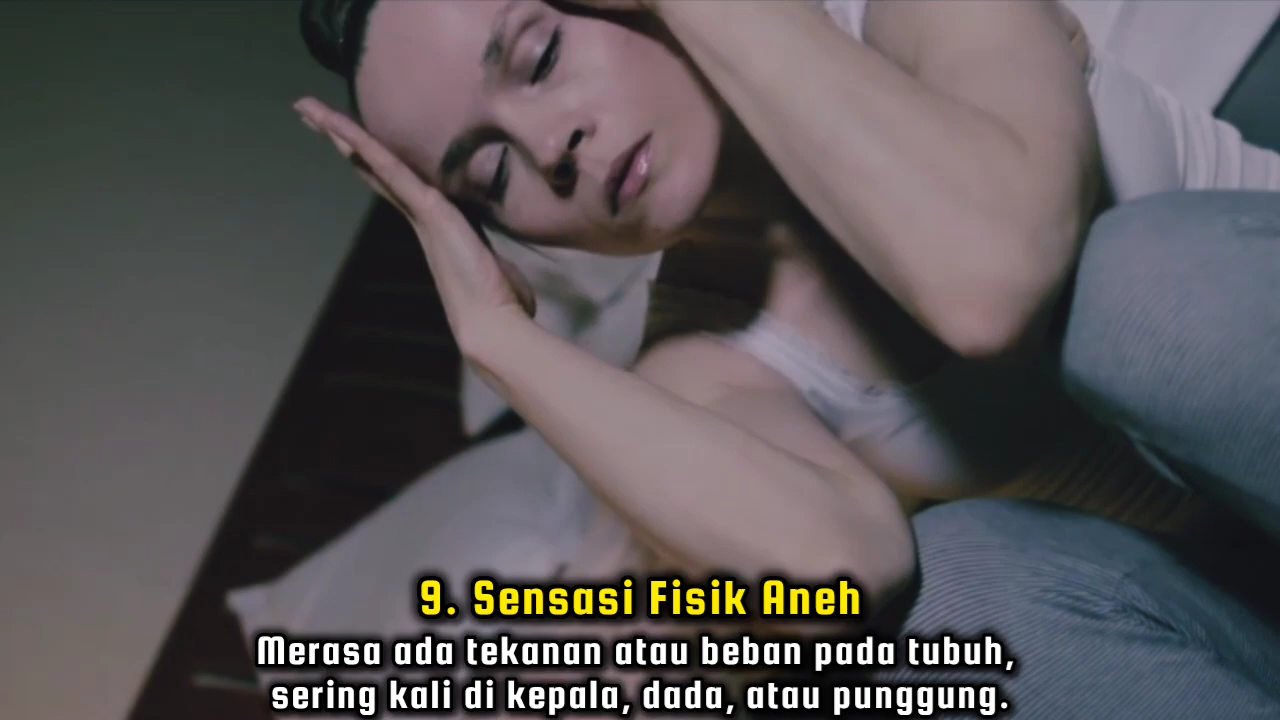 9. Sensasi Fisik Aneh
Merasa ada tekanan atau beban pada tubuh,
sering kali di kepala, dada, atau punggung.